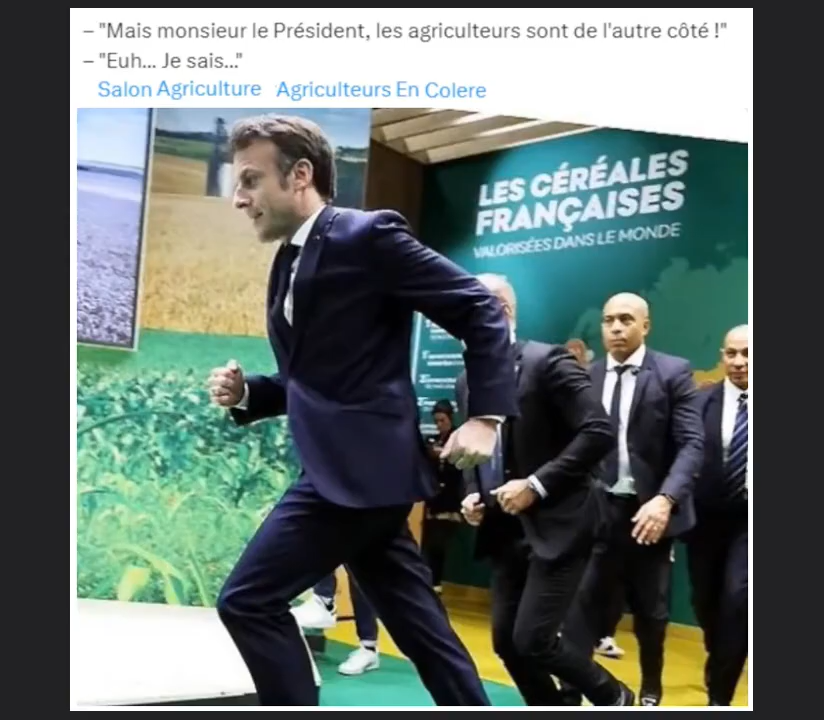 – "Mais monsieur le Président, les agriculteurs sont de l'autre côté !"
– "Euh... Je sais..."
Salon Agriculture Agriculteurs En Colere
LES CÉRÉALES
FRANÇAISES
VALORISÉES DANS LE MONDE